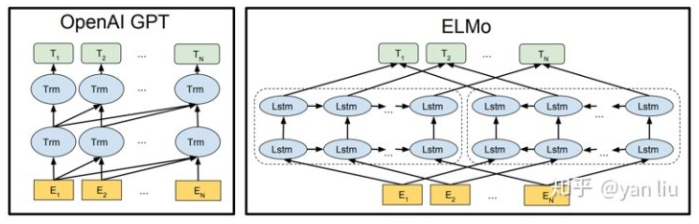 OpenAI GPT
T1 T2 ... TN
Trm Trm ... Trm
Trm Trm ... Trm
E1 E2 ... EN
ELMo
T1 T2 ... TN
Lstm Lstm ... Lstm Lstm Lstm ... Lstm
Lstm Lstm ... Lstm Lstm Lstm ... Lstm
E1 E2 ... EN
知乎 @yan liu